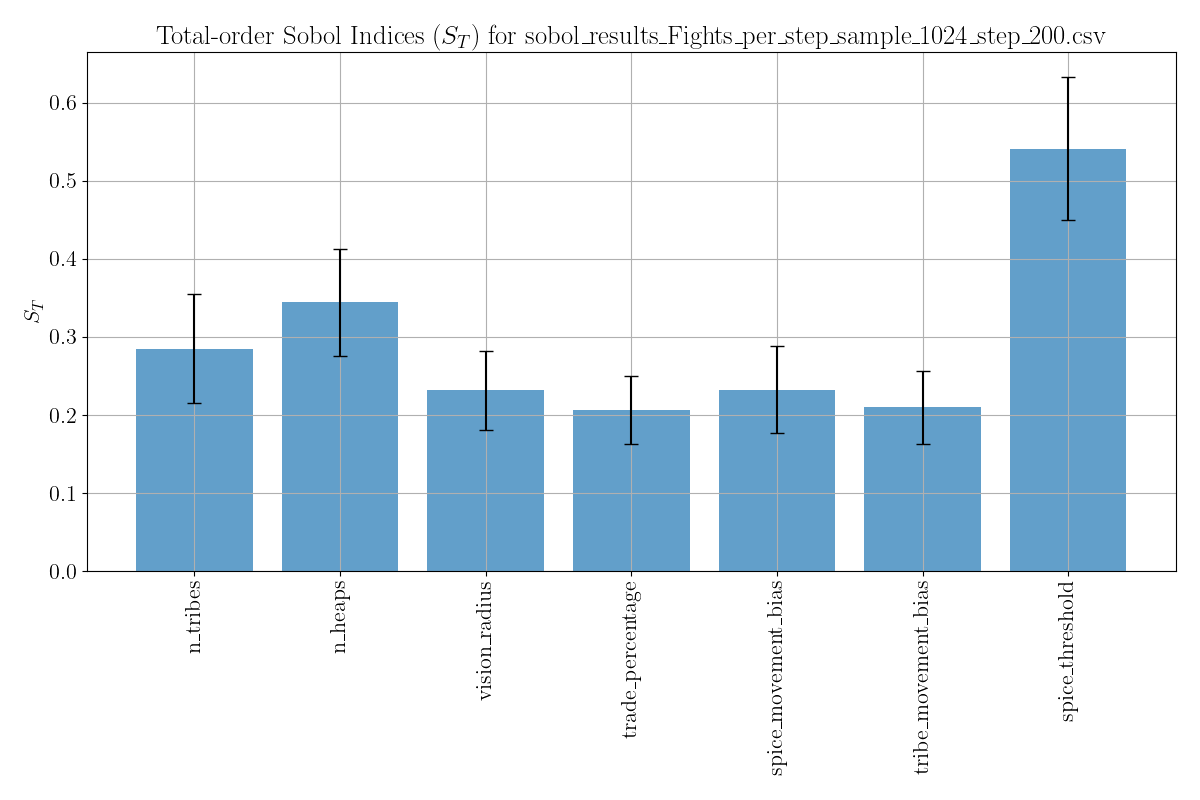 Total-order Sobol Indices (S_T) for sobol_results_Fights_per_step_sample_1024_step_200.csv
0.6
0.5
0.4
0.3
0.2
0.1
0.0
S_T
n_tribes
n_heaps
vision_radius
trade_percentage
spice_movement_bias
tribe_movement_bias
spice_threshold